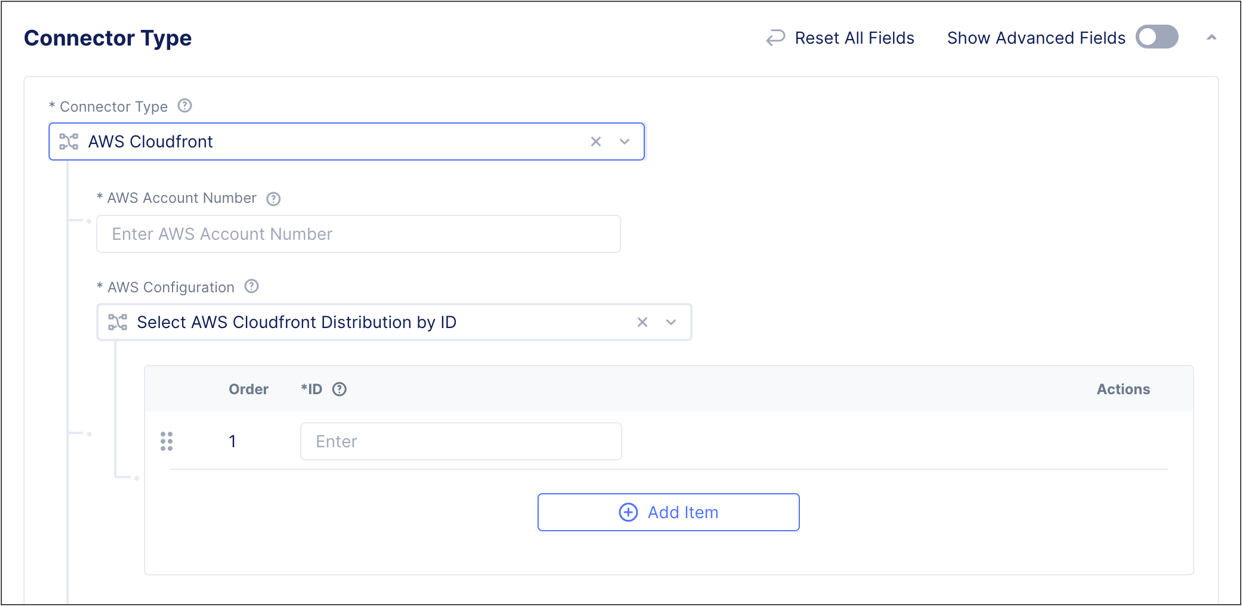 Connector Type
Reset All Fields
Show Advanced Fields
* Connector Type
AWS Cloudfront
* AWS Account Number
Enter AWS Account Number
* AWS Configuration
Select AWS Cloudfront Distribution by ID
Order *ID Actions
1 Enter
Add Item